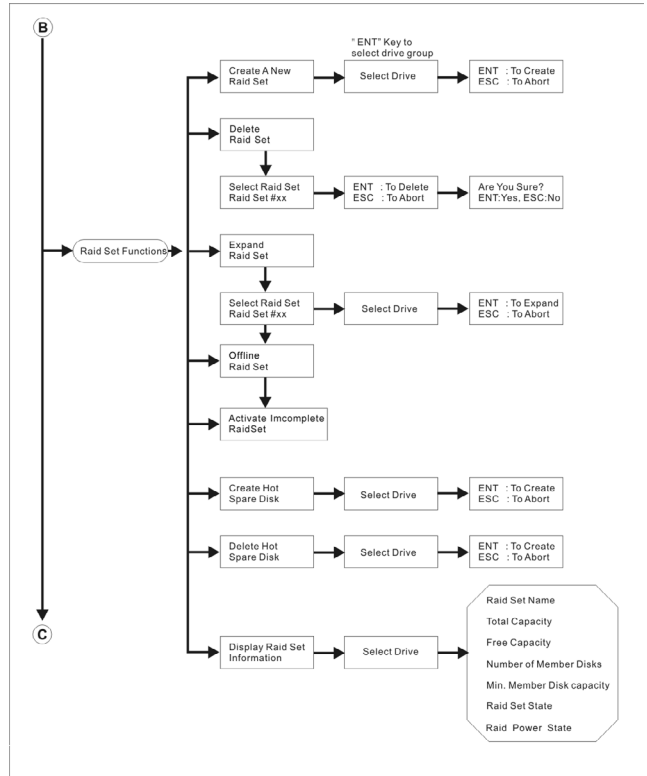 B
" ENT" Key to
select drive group
Create A New
Raid Set
Select Drive
ENT : To Create
ESC : To Abort
Delete
Raid Set
Select Raid Set
Raid Set #xx
ENT : To Delete
ESC : To Abort
Are You Sure?
ENT:Yes, ESC:No
Raid Set Functions
Expand
Raid Set
Select Raid Set
Raid Set #xx
Select Drive
ENT : To Expand
ESC : To Abort
Offline
Raid Set
Activate Imcomplete
RaidSet
Create Hot
Spare Disk
Select Drive
ENT : To Create
ESC : To Abort
Delete Hot
Spare Disk
Select Drive
ENT : To Create
ESC : To Abort
C
Display Raid Set
Information
Select Drive
Raid Set Name
Total Capacity
Free Capacity
Number of Member Disks
Min. Member Disk capacity
Raid Set State
Raid Power State